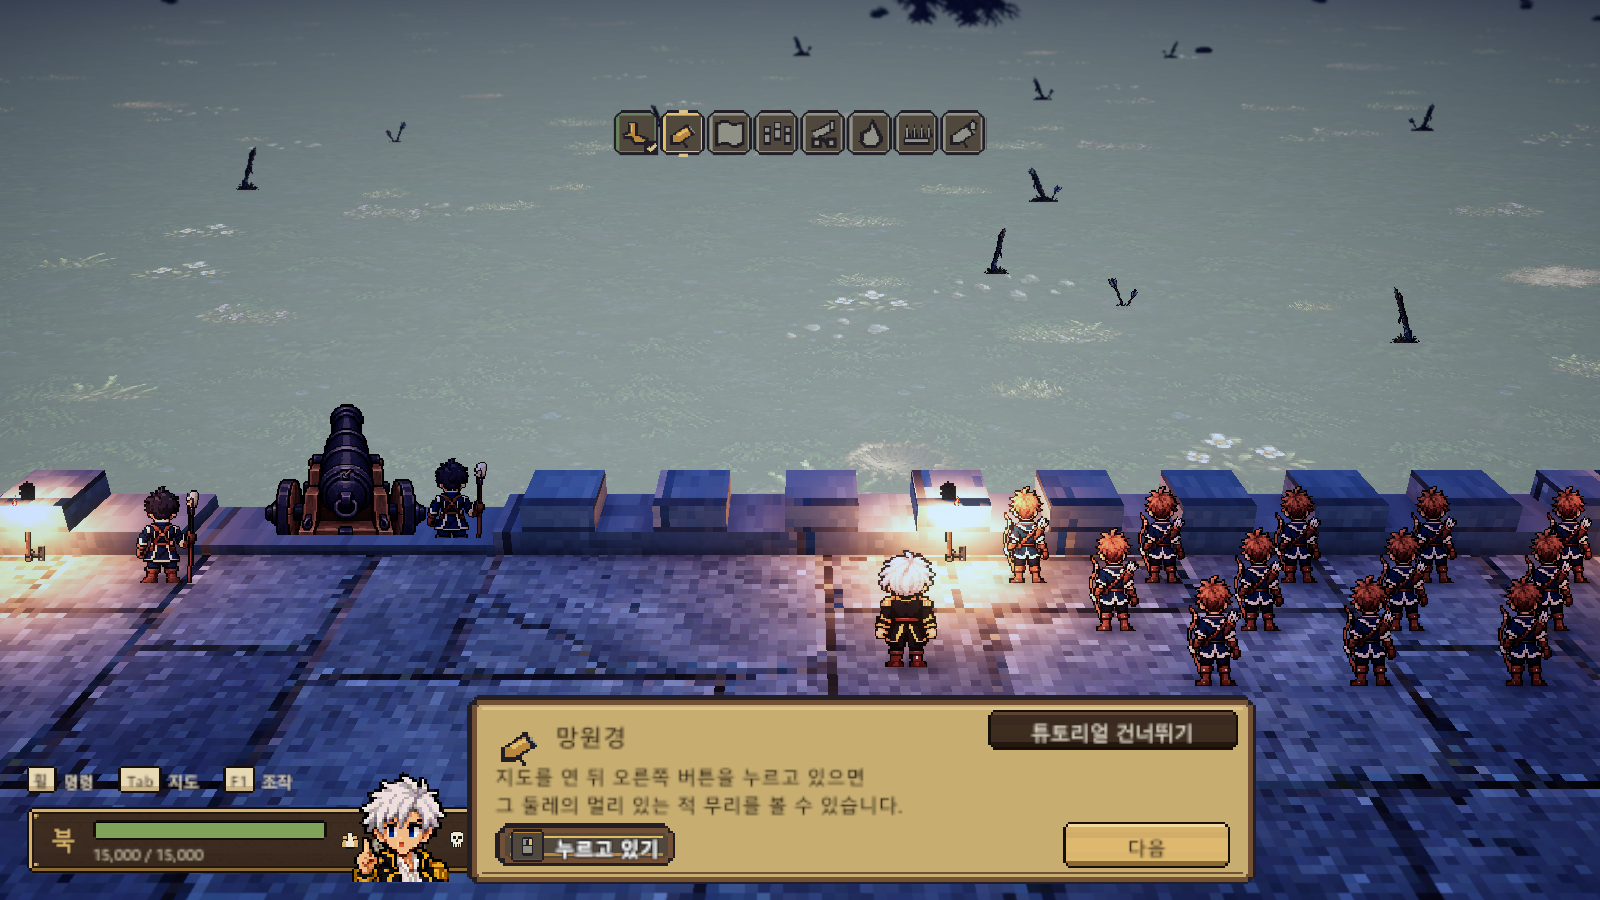 망원경
튜토리얼 건너뛰기
지도를 연 뒤 오른쪽 버튼을 누르고 있으면
그 둘레의 멀리 있는 적 무리를 볼 수 있습니다.
누르고 있기
다음
휠 명령 Tab 지도 F1 조작
북
15,000 / 15,000